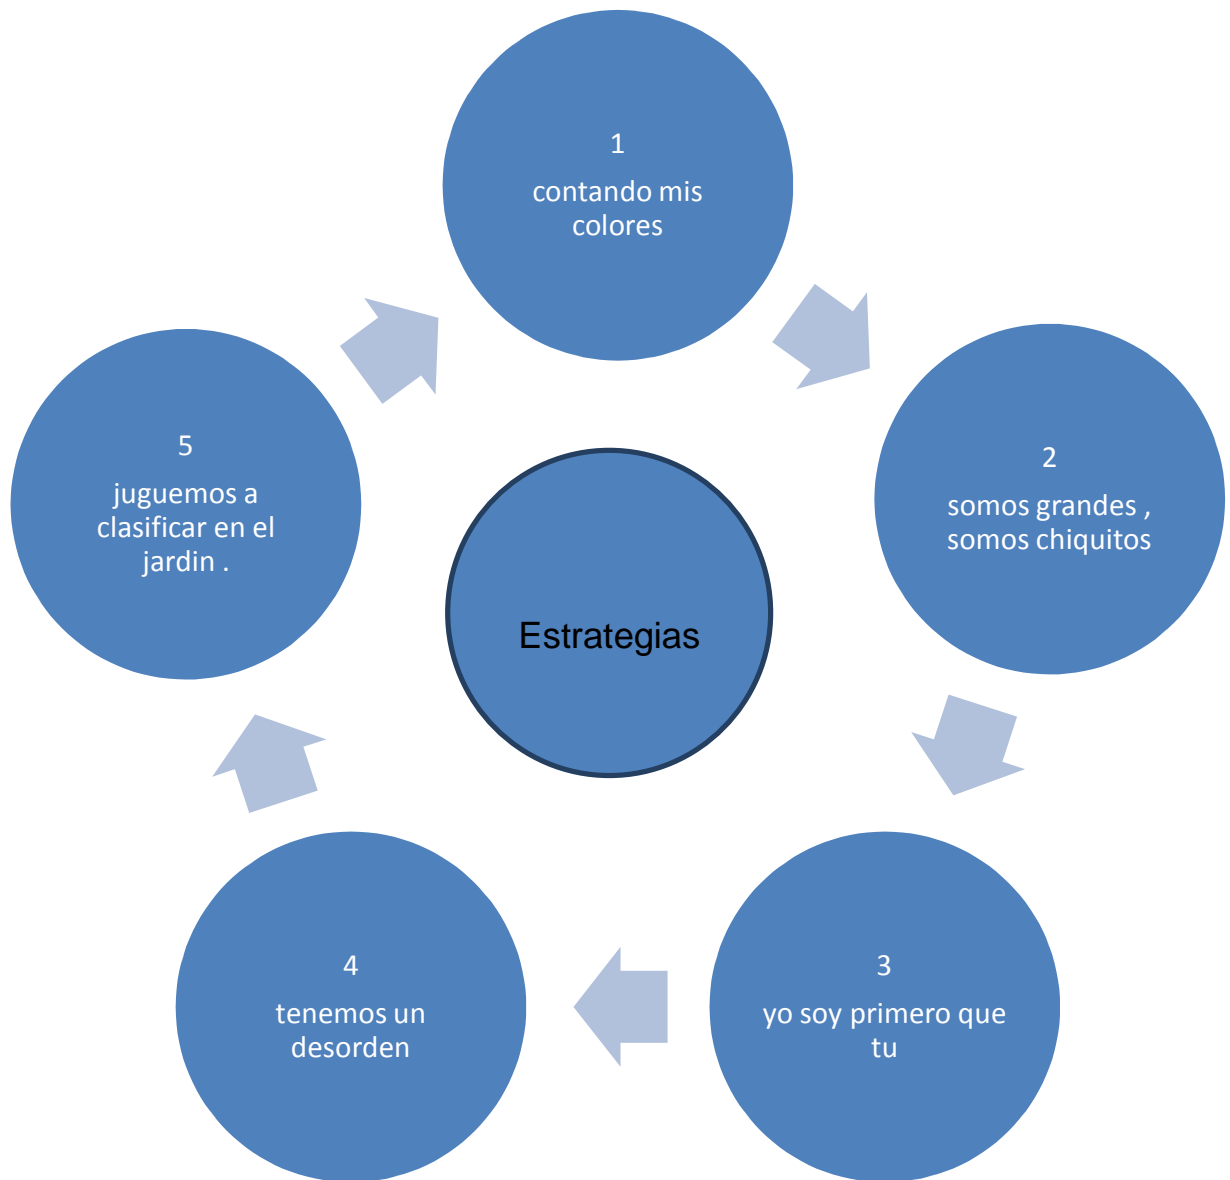 1
contando mis
colores
2
somos grandes ,
somos chiquitos
3
yo soy primero que
tu
4
tenemos un
desorden
5
juguemos a
clasificar en el
jardin .
Estrategias